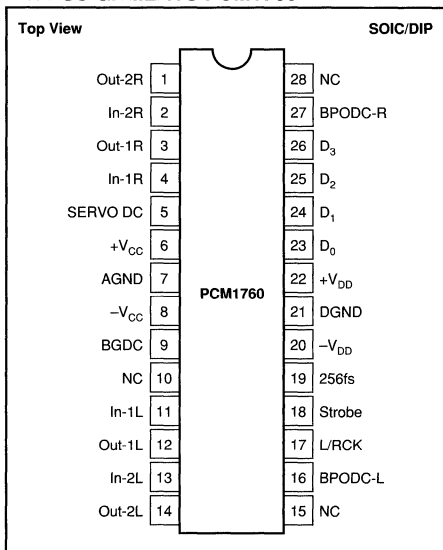 Top View SOIC/DIP
Out-2R 1 28 NC
In-2R 2 27 BPODC-R
Out-1R 3 26 D3
In-1R 4 25 D2
SERVO DC 5 24 D1
+VCC 6 23 D0
AGND 7 22 +VDD
PCM1760
–VCC 8 21 DGND
BGDC 9 20 –VDD
NC 10 19 256fs
In-1L 11 18 Strobe
Out-1L 12 17 L/RCK
In-2L 13 16 BPODC-L
Out-2L 14 15 NC